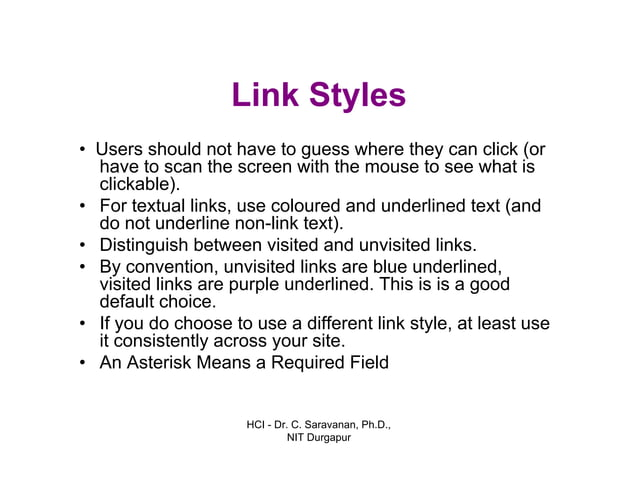 Link Styles
• Users should not have to guess where they can click (or
have to scan the screen with the mouse to see what is
clickable).
• For textual links, use coloured and underlined text (and
do not underline non-link text).
• Distinguish between visited and unvisited links.
• By convention, unvisited links are blue underlined,
visited links are purple underlined. This is is a good
default choice.
• If you do choose to use a different link style, at least use
it consistently across your site.
• An Asterisk Means a Required Field
HCI - Dr. C. Saravanan, Ph.D.,
NIT Durgapur